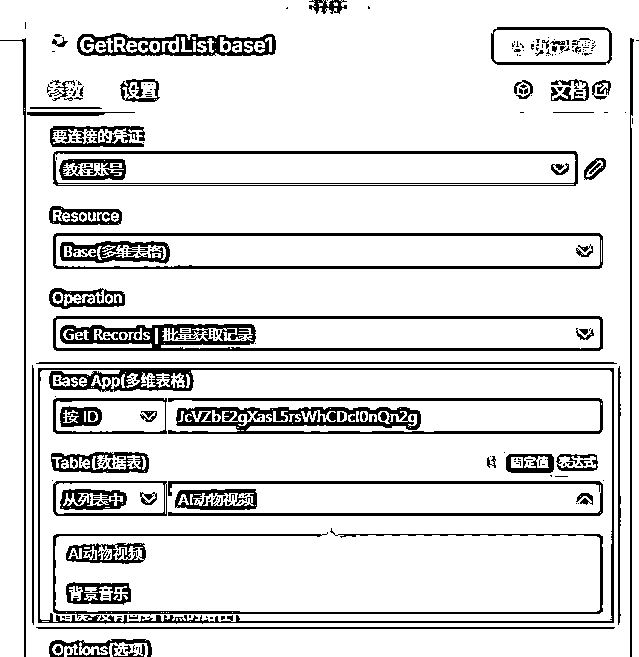 GetRecordList base1
执行步骤
参数 设置 文档
要连接的凭证
教程账号
Resource
Base(多维表格)
Operation
Get Records | 批量获取记录
Base App(多维表格)
按 ID JcVZbE2gXasL5rsWhCDcI0nQn2g
Table(数据表) 固定值 表达式
从列表中 AI动物视频
AI动物视频
背景音乐
Options(选项)